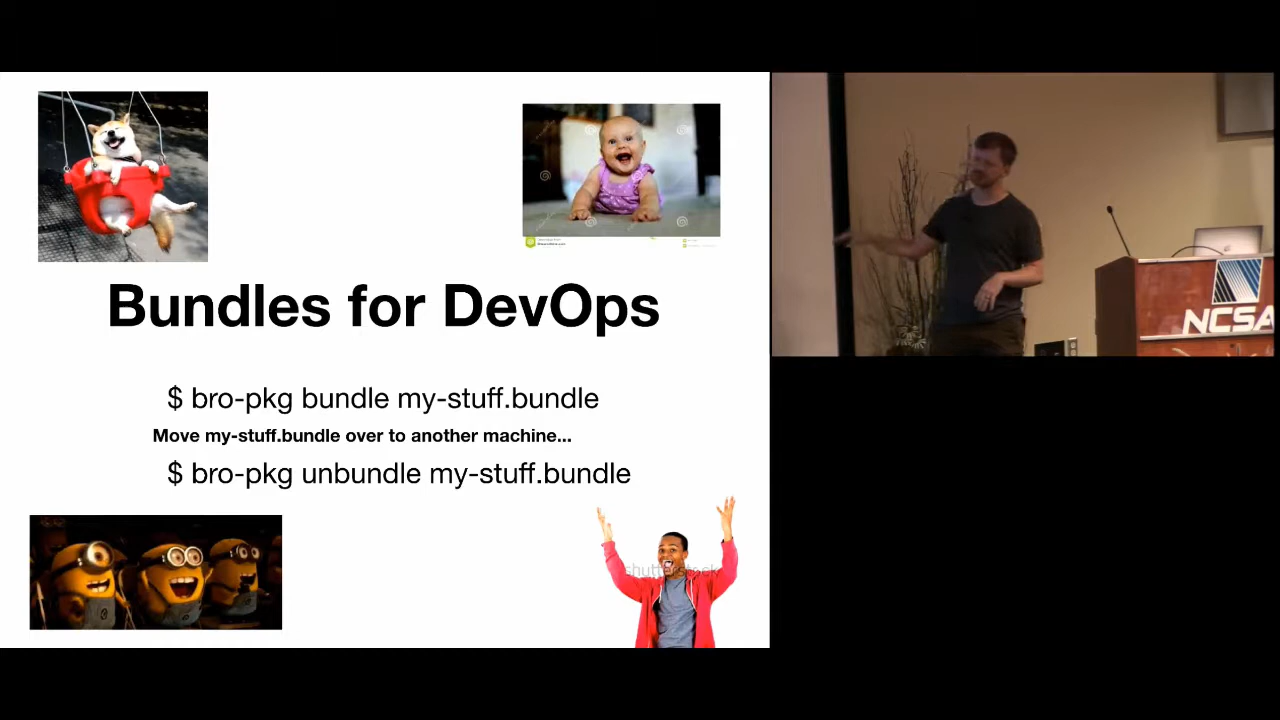 Bundles for DevOps
$ bro-pkg bundle my-stuff.bundle
Move my-stuff.bundle over to another machine...
$ bro-pkg unbundle my-stuff.bundle
shutterstock
NCSA